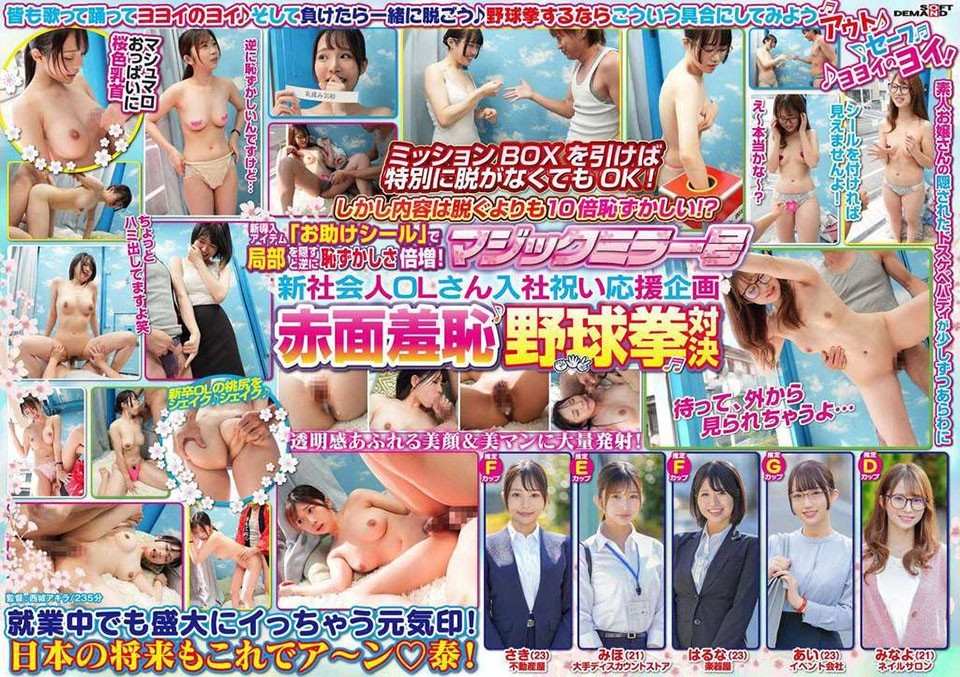 皆も歌って踊ってヨヨイのヨイ♪そして負けたら一緒に脱ごう♪野球拳するならこういう具合にしてみよう♪
アウト♪
セーフ♪
♪ヨヨイのヨイ!
SOFT
DEMAND
マシュマロ
おっぱいに
桜色乳首
逆に恥ずかしいんですけど…
乳揉み30秒
ミッションBOXを引けば
特別に脱がなくてもOK!
しかし内容は脱ぐよりも10倍恥ずかしい!?
シールを付ければ
見えませんよ!
え〜本当かな〜?
素人お嬢さんの隠されたドスケベバディが少しずつあらわに
ちょっと
ハミ出してますよ笑
新導入
アイテム
「お助けシール」で
局部を隠すと逆に恥ずかしさ倍増!
マジックミラー号
新社会人OLさん入社祝い応援企画
赤面羞恥♪野球拳対決
待って、外から
見られちゃうよ…
新卒OLの桃尻を
シェイク♪シェイク♪
透明感あふれる美顔&美マンに大量発射!
推定
Fカップ
推定
Eカップ
推定
Fカップ
推定
Gカップ
推定
Dカップ
監督:西城アキラ/235分
就業中でも盛大にイっちゃう元気印!
日本の将来もこれでア〜ン♡泰!
さき(23)
不動産屋
みほ(21)
大手ディスカウントストア
はるな(23)
楽器屋
あい(23)
イベント会社
みなよ(21)
ネイルサロン